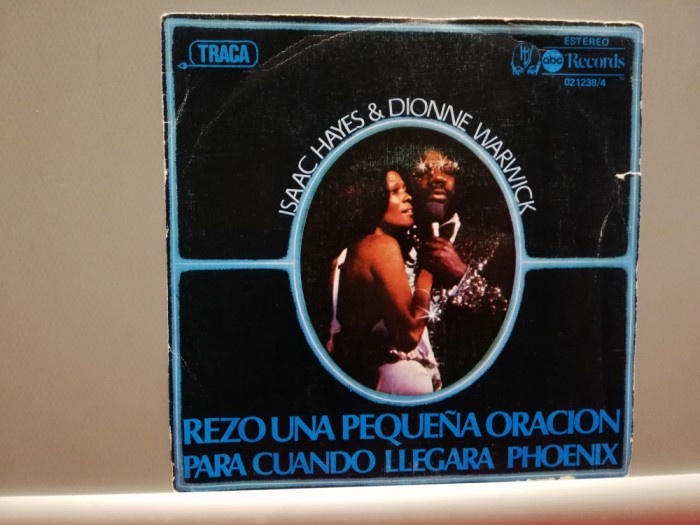 TRACA
ESTEREO
abc Records
021238/4
ISAAC HAYES & DIONNE WARWICK
REZO UNA PEQUEÑA ORACION
PARA CUANDO LLEGARA PHOENIX